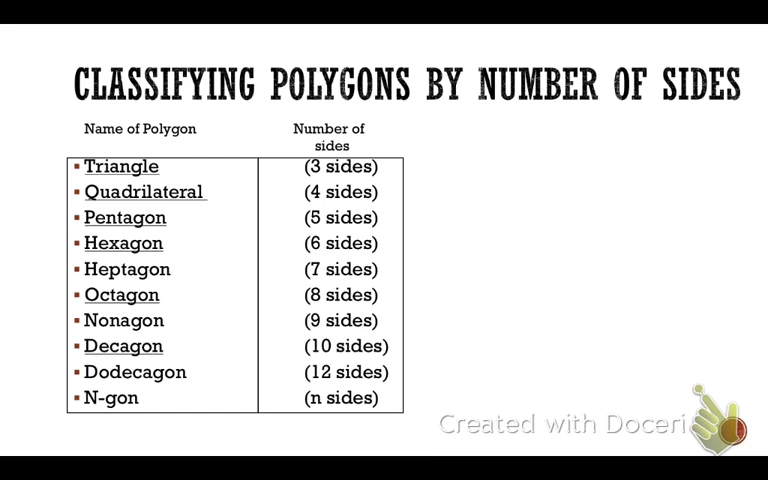 CLASSIFYING POLYGONS BY NUMBER OF SIDES
Name of Polygon Number of
sides
▪ Triangle (3 sides)
▪ Quadrilateral (4 sides)
▪ Pentagon (5 sides)
▪ Hexagon (6 sides)
▪ Heptagon (7 sides)
▪ Octagon (8 sides)
▪ Nonagon (9 sides)
▪ Decagon (10 sides)
▪ Dodecagon (12 sides)
▪ N-gon (n sides)
Created with Doceri